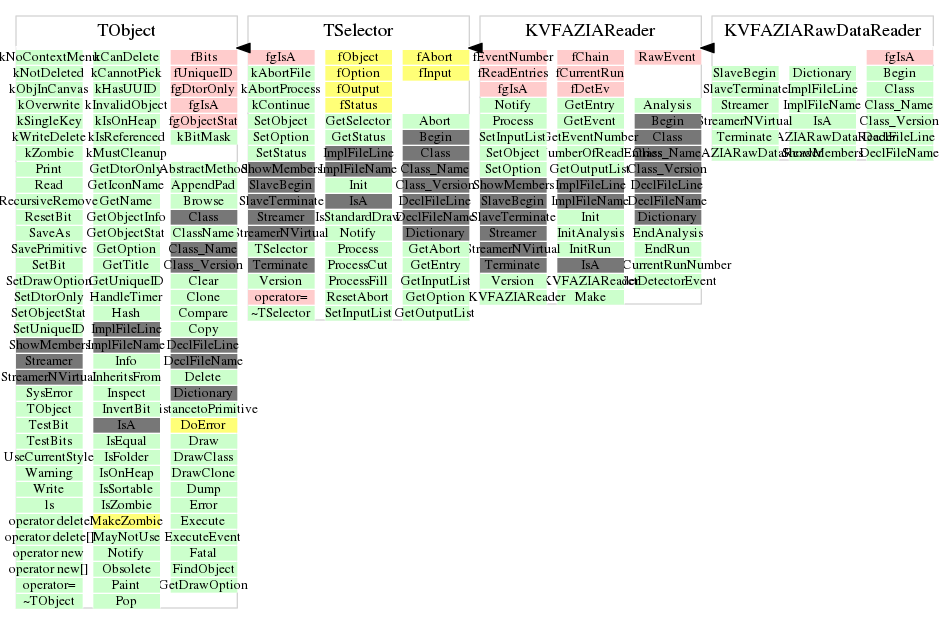 TObject
TSelector
KVFAZIAReader
KVFAZIARawDataReader
kNoContextMenu kCanDelete fBits
kNotDeleted kCannotPick fUniqueID
kObjInCanvas kHasUUID fgDtorOnly
kOverwrite kInvalidObject fgIsA
kSingleKey kIsOnHeap fgObjectStat
kWriteDelete kIsReferenced kBitMask
kZombie kMustCleanup
Print GetDtorOnly AbstractMethod
Read GetIconName AppendPad
RecursiveRemove GetName Browse
ResetBit GetObjectInfo Class
SaveAs GetObjectStat ClassName
SavePrimitive GetOption Class_Name
SetBit GetTitle Class_Version
SetDrawOption GetUniqueID Clear
SetDtorOnly HandleTimer Clone
SetObjectStat Hash Compare
SetUniqueID ImplFileLine Copy
ShowMembers ImplFileName DeclFileLine
Streamer Info DeclFileName
StreamerNVirtual InheritsFrom Delete
SysError Inspect Dictionary
TObject InvertBit DistancetoPrimitive
TestBit IsA DoError
TestBits IsEqual Draw
UseCurrentStyle IsFolder DrawClass
Warning IsOnHeap DrawClone
Write IsSortable Dump
ls IsZombie Error
operator delete MakeZombie Execute
operator delete[] MayNotUse ExecuteEvent
operator new Notify Fatal
operator new[] Obsolete FindObject
operator= Paint GetDrawOption
~TObject Pop
fgIsA fObject fAbort
kAbortFile fOption fInput
kAbortProcess fOutput
kContinue fStatus
SetObject GetSelector Abort
SetOption GetStatus Begin
SetStatus ImplFileLine Class
ShowMembers ImplFileName Class_Name
SlaveBegin Init Class_Version
SlaveTerminate IsA DeclFileLine
Streamer IsStandardDraw DeclFileName
StreamerNVirtual Notify Dictionary
TSelector Process GetAbort
Terminate ProcessCut GetEntry
Version ProcessFill GetInputList
operator= ResetAbort GetOption
~TSelector SetInputList GetOutputList
fEventNumber fChain RawEvent
fReadEntries fCurrentRun
fgIsA fDetEv
Notify GetEntry Analysis
Process GetEvent Begin
SetInputList GetEventNumber Class
SetObject Class_Name
SetOption GetOutputList Class_Version
ShowMembers ImplFileLine DeclFileLine
SlaveBegin ImplFileName DeclFileName
SlaveTerminate Init Dictionary
Streamer InitAnalysis EndAnalysis
StreamerNVirtual InitRun EndRun
Terminate IsA CurrentRunNumber
Version KVFAZIAReader GetDetectorEvent
KVFAZIAReader Make
fgIsA
SlaveBegin Dictionary Begin
SlaveTerminate ImplFileLine Class
Streamer ImplFileName Class_Name
StreamerNVirtual IsA Class_Version
Terminate DeclFileLine
ShowMembers DeclFileName